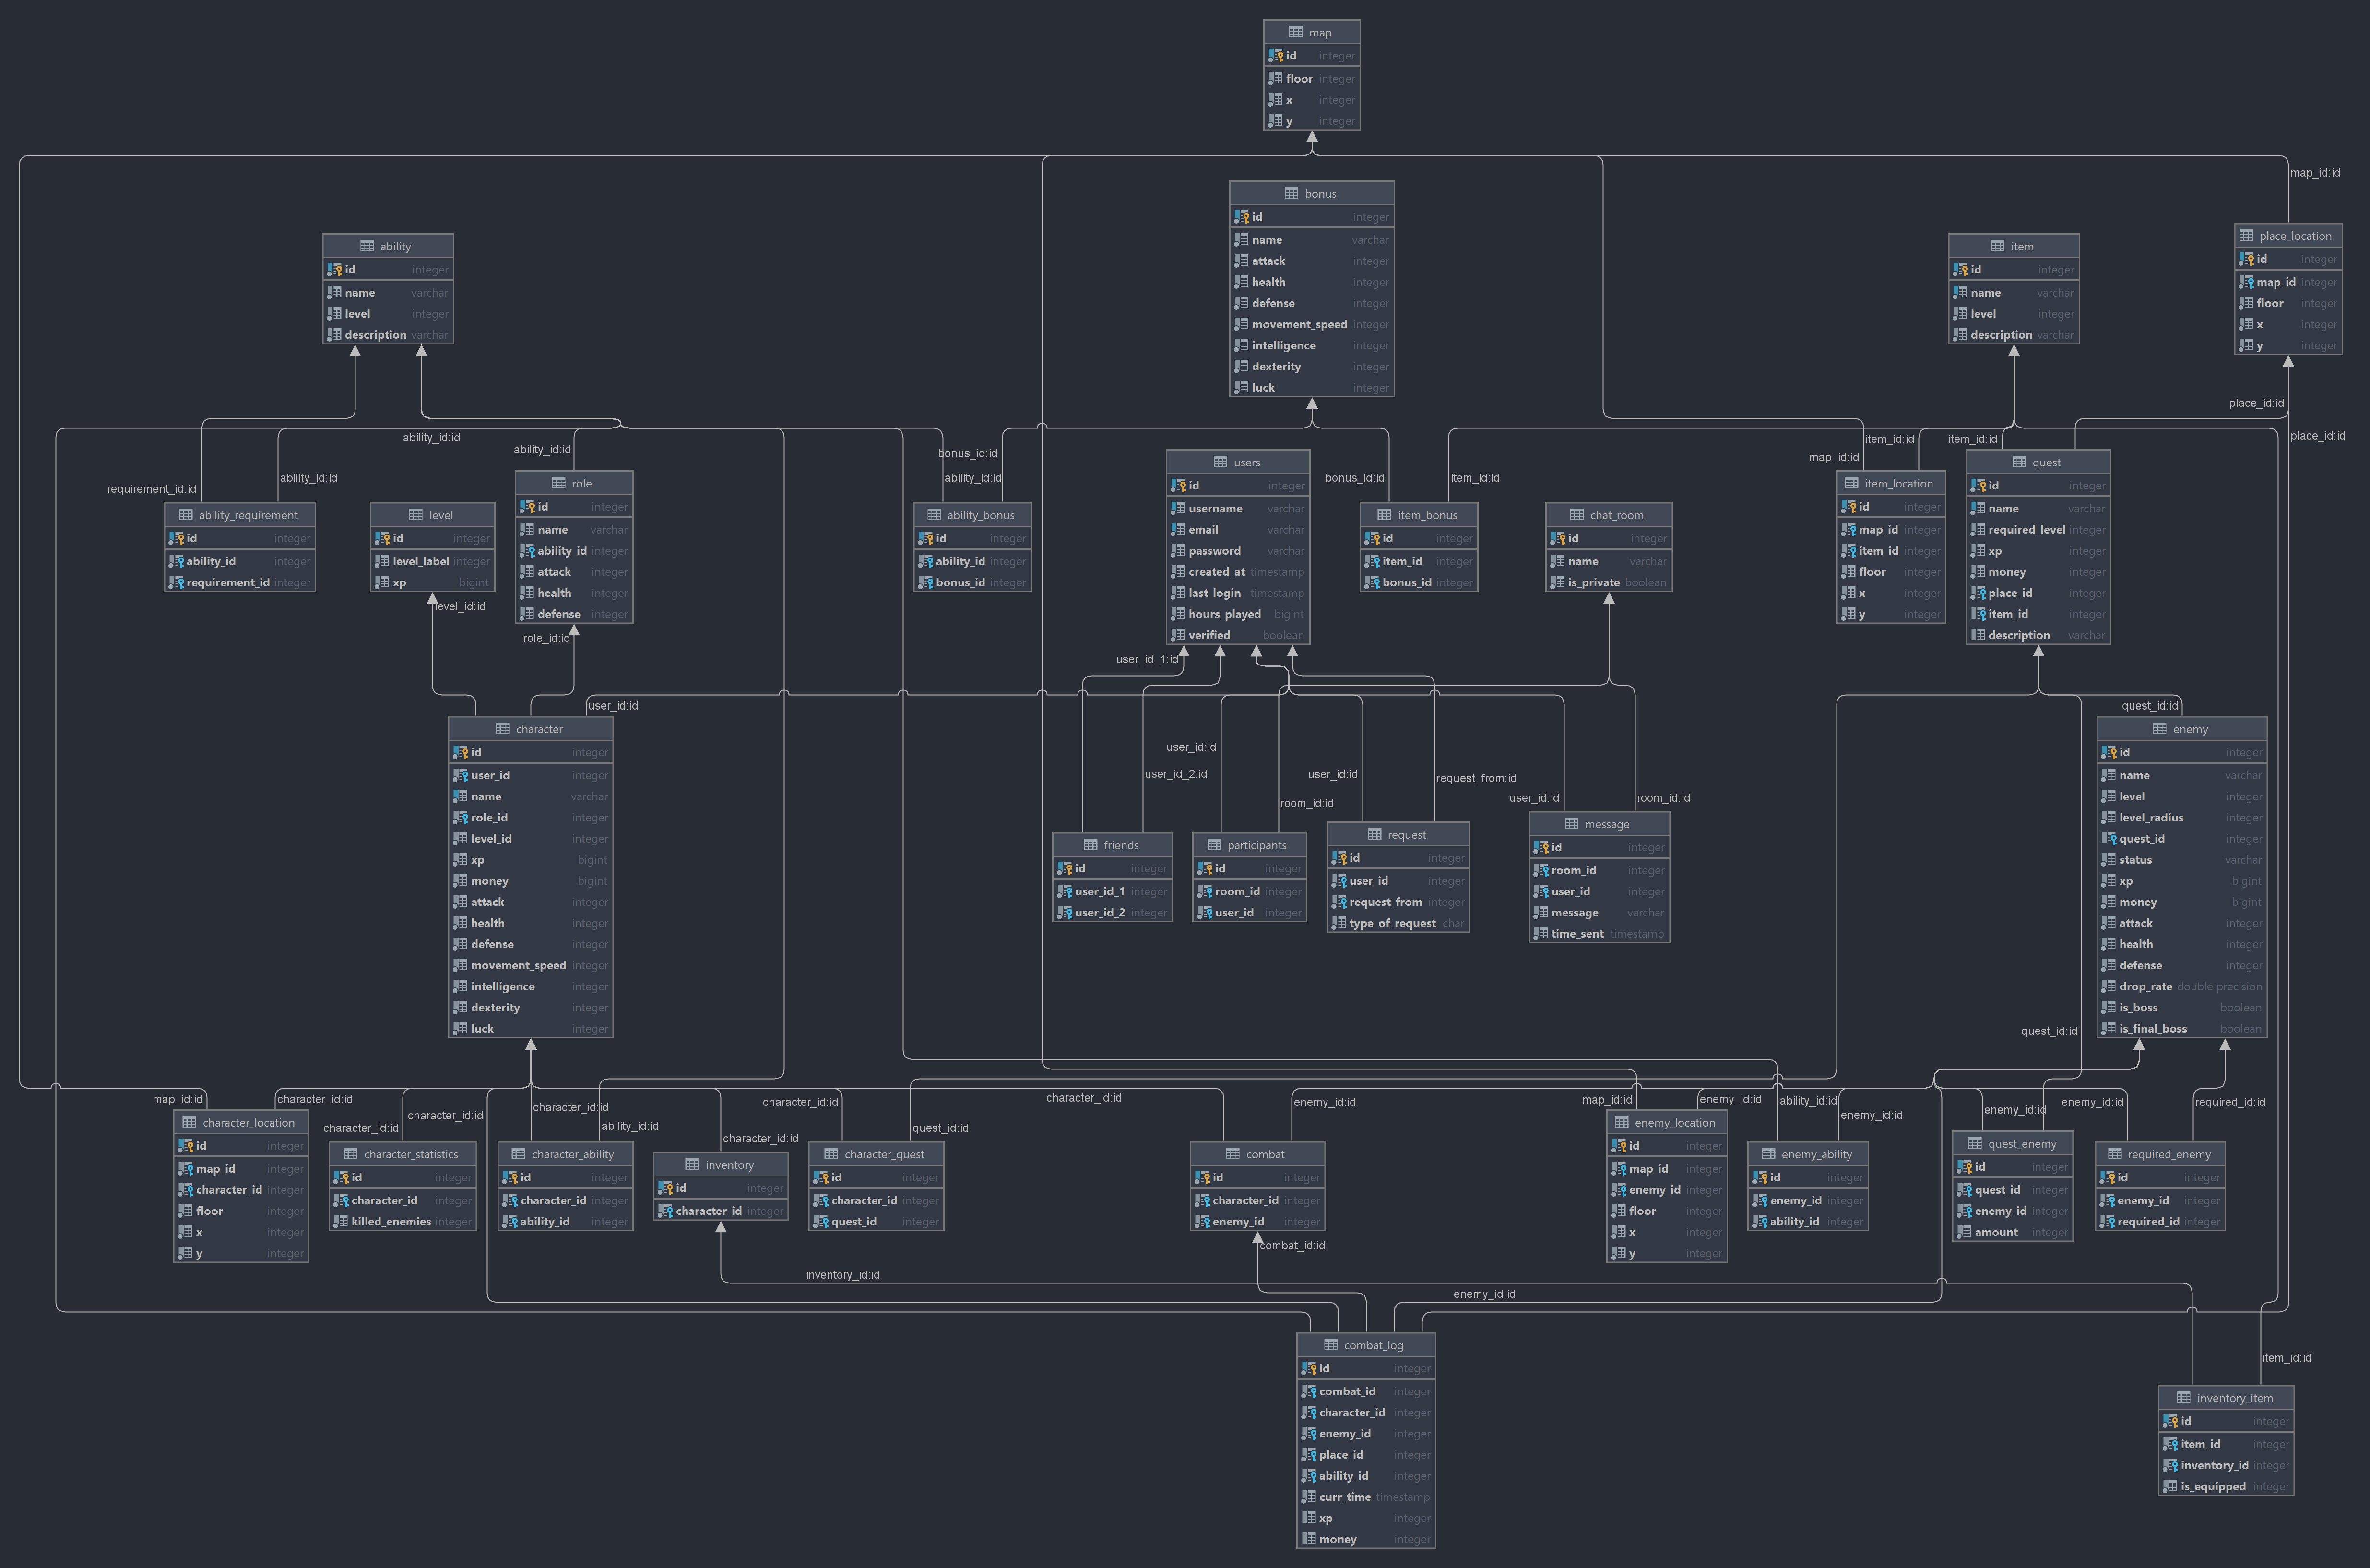 map
id integer
floor integer
x integer
y integer
map_id:id
bonus
id integer
name varchar
attack integer
health integer
defense integer
movement_speed integer
intelligence integer
dexterity integer
luck integer
ability
id integer
name varchar
level integer
description varchar
item
id integer
name varchar
level integer
description varchar
place_location
id integer
map_id integer
floor integer
x integer
y integer
place_id:id
place_id:id
ability_id:id
ability_id:id
bonus_id:id
item_id:id
item_id:id
map_id:id
requirement_id:id
ability_id:id
ability_id:id
bonus_id:id
item_id:id
ability_requirement
id integer
ability_id integer
requirement_id integer
level
id integer
level_label integer
xp bigint
level_id:id
role
id integer
name varchar
ability_id integer
attack integer
health integer
defense integer
role_id:id
ability_bonus
id integer
ability_id integer
bonus_id integer
users
id integer
username varchar
email varchar
password varchar
created_at timestamp
last_login timestamp
hours_played bigint
verified boolean
user_id_1:id
item_bonus
id integer
item_id integer
bonus_id integer
chat_room
id integer
name varchar
is_private boolean
item_location
id integer
map_id integer
item_id integer
floor integer
x integer
y integer
quest
id integer
name varchar
required_level integer
xp integer
money integer
place_id integer
item_id integer
description varchar
user_id:id
quest_id:id
character
id integer
user_id integer
name varchar
role_id integer
level_id integer
xp bigint
money bigint
attack integer
health integer
defense integer
movement_speed integer
intelligence integer
dexterity integer
luck integer
user_id:id
user_id_2:id
user_id:id
request_from:id
room_id:id
user_id:id
room_id:id
friends
id integer
user_id_1 integer
user_id_2 integer
participants
id integer
room_id integer
user_id integer
request
id integer
user_id integer
request_from integer
type_of_request char
message
id integer
room_id integer
user_id integer
message varchar
time_sent timestamp
enemy
id integer
name varchar
level integer
level_radius integer
quest_id integer
status varchar
xp bigint
money bigint
attack integer
health integer
defense integer
drop_rate double precision
is_boss boolean
is_final_boss boolean
quest_id:id
map_id:id
character_id:id
character_id:id
character_id:id
character_id:id
ability_id:id
character_id:id
character_id:id
quest_id:id
character_id:id
enemy_id:id
map_id:id
enemy_id:id
ability_id:id
enemy_id:id
enemy_id:id
enemy_id:id
required_id:id
character_location
id integer
map_id integer
character_id integer
floor integer
x integer
y integer
character_statistics
id integer
character_id integer
killed_enemies integer
character_ability
id integer
character_id integer
ability_id integer
inventory
id integer
character_id integer
character_quest
id integer
character_id integer
quest_id integer
combat
id integer
character_id integer
enemy_id integer
combat_id:id
enemy_location
id integer
map_id integer
enemy_id integer
floor integer
x integer
y integer
enemy_ability
id integer
enemy_id integer
ability_id integer
quest_enemy
id integer
quest_id integer
enemy_id integer
amount integer
required_enemy
id integer
enemy_id integer
required_id integer
inventory_id:id
enemy_id:id
item_id:id
combat_log
id integer
combat_id integer
character_id integer
enemy_id integer
place_id integer
ability_id integer
curr_time timestamp
xp integer
money integer
inventory_item
id integer
item_id integer
inventory_id integer
is_equipped integer